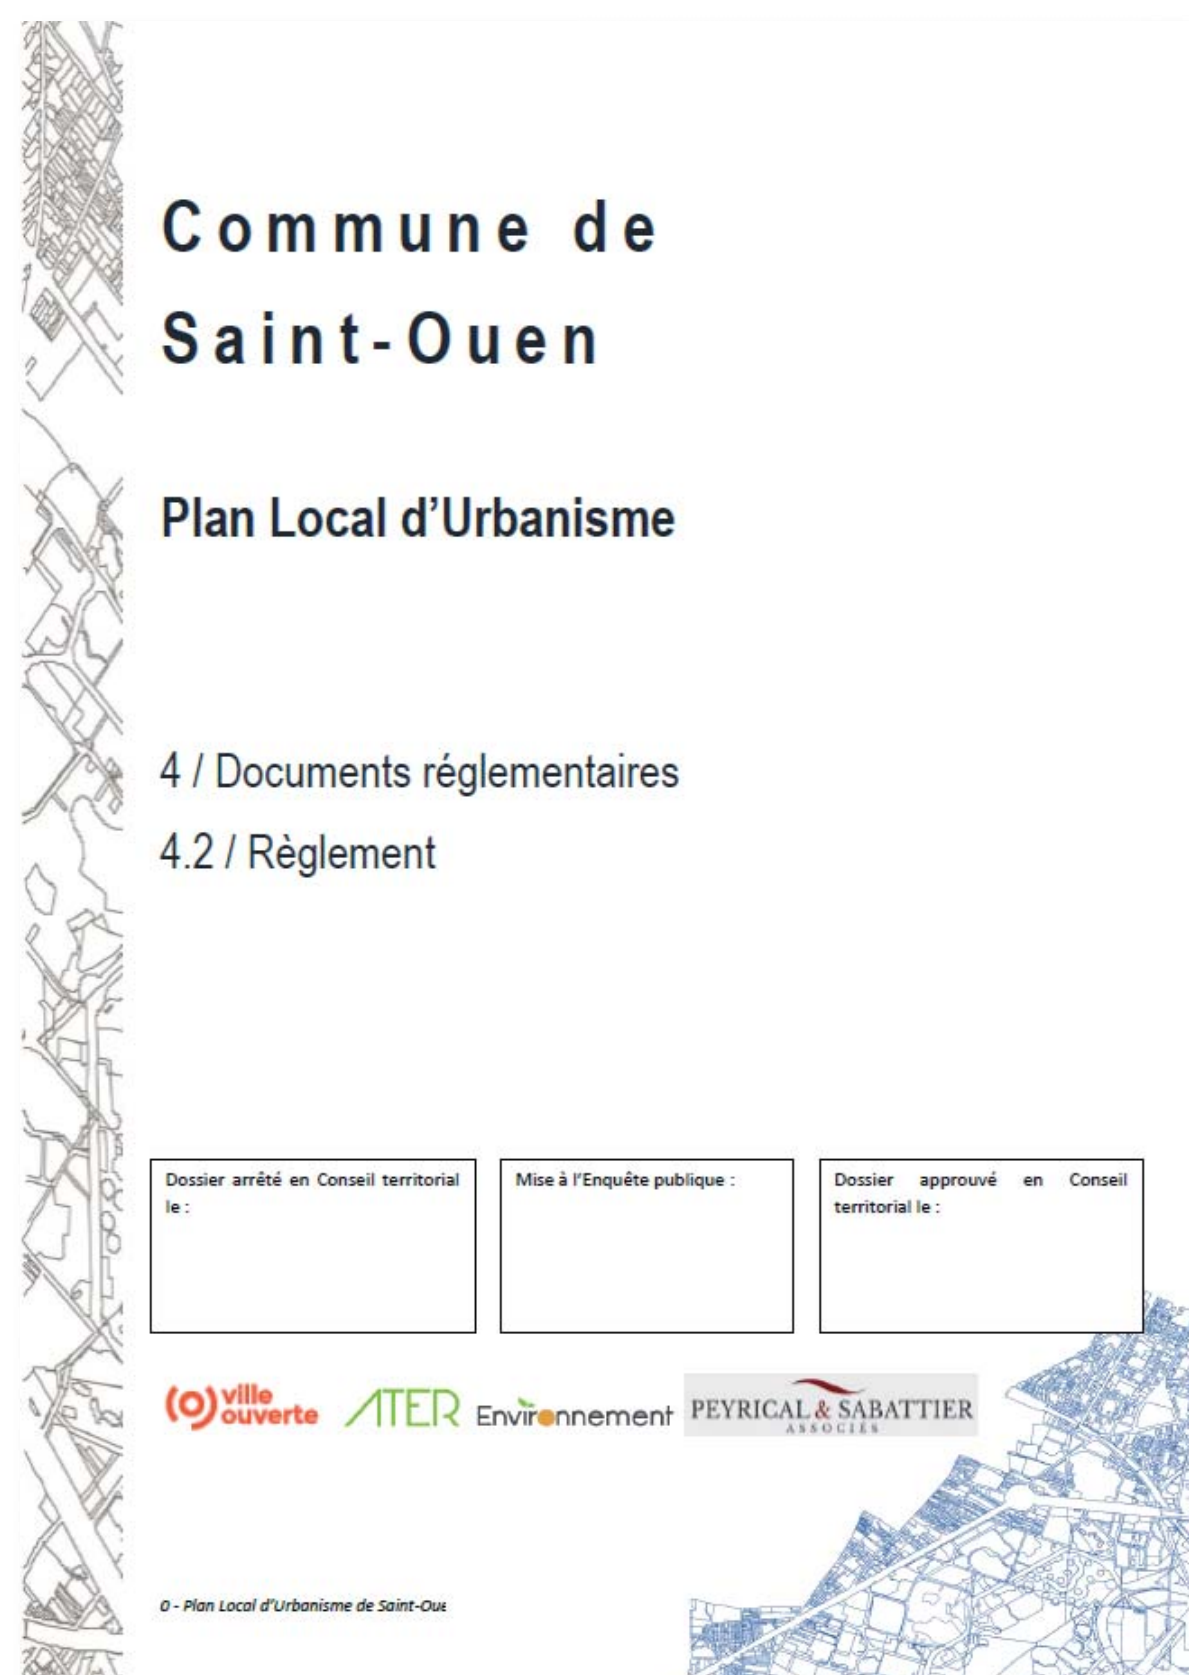 Commune de
Saint-Ouen
Plan Local d'Urbanisme
4 / Documents réglementaires
4.2 / Règlement
Dossier arrêté en Conseil territorial
le :
Mise à l'Enquête publique :
Dossier approuvé en Conseil
territorial le :
(o) ville
ouverte
ATER Environnement
PEYRICAL & SABATTIER
ASSOCIÉS
0 - Plan Local d'Urbanisme de Saint-Oue